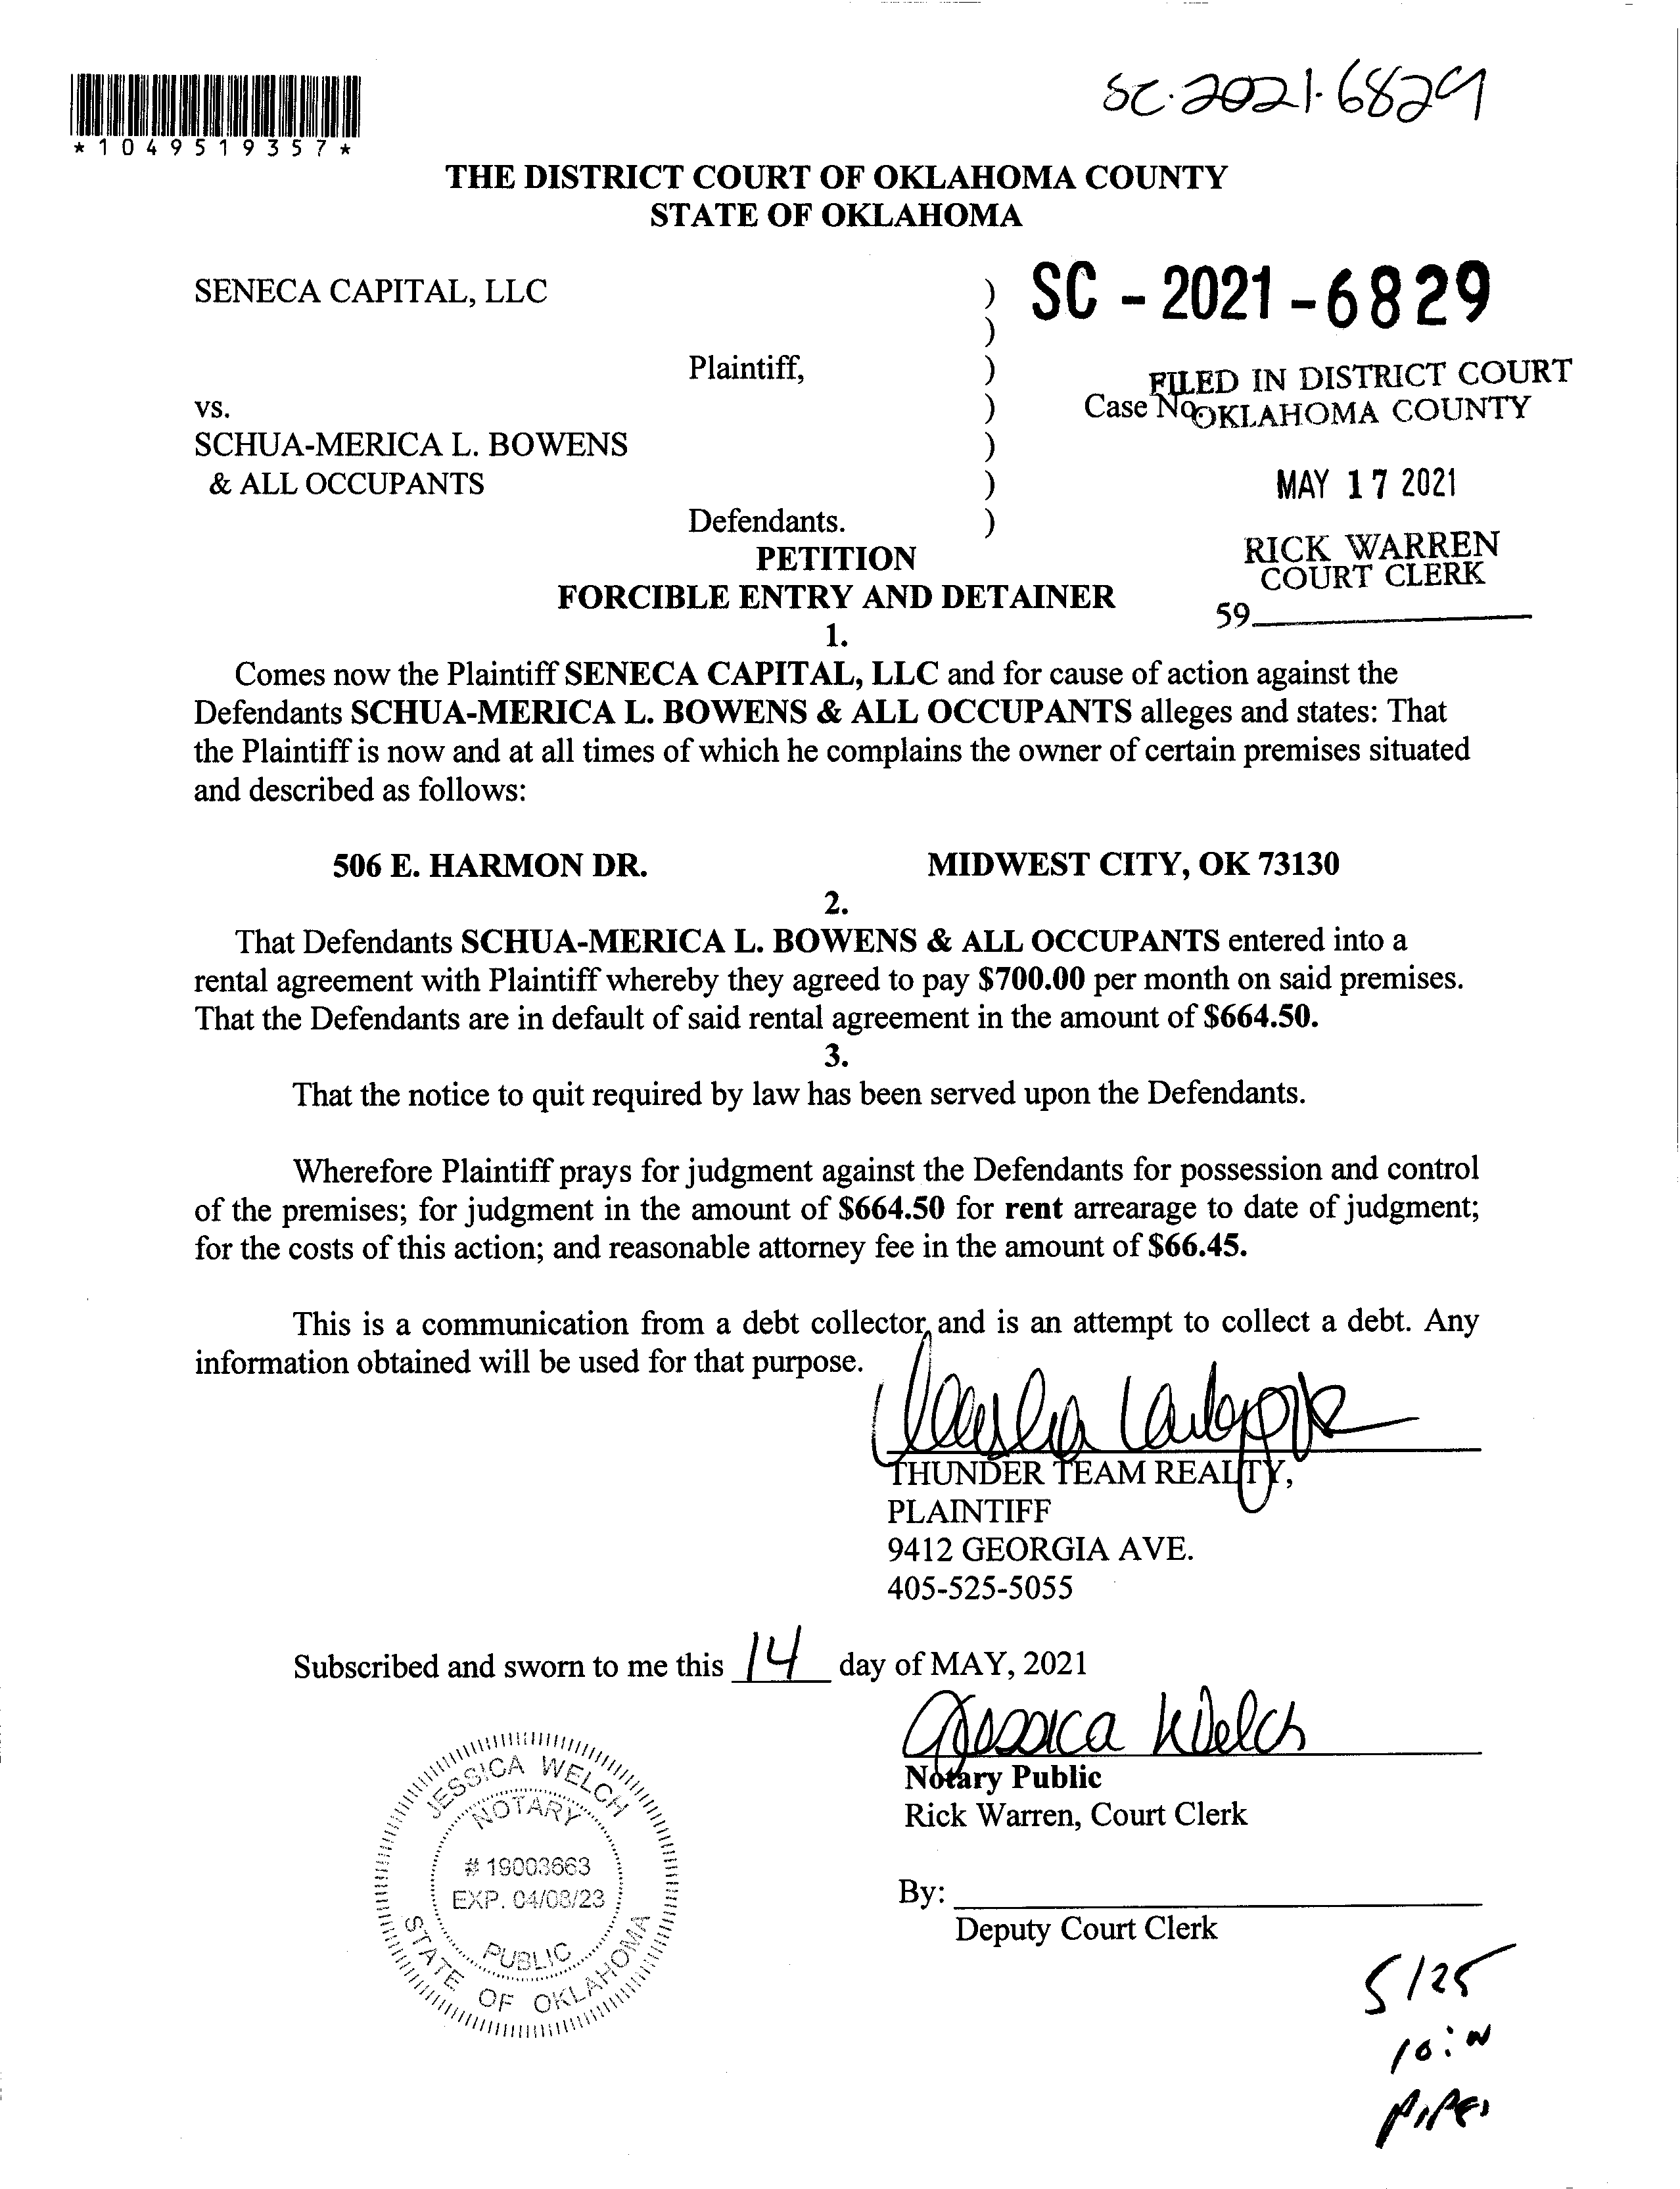 SC-2021-6829
*1049519357*
THE DISTRICT COURT OF OKLAHOMA COUNTY
STATE OF OKLAHOMA
SENECA CAPITAL, LLC ) SC - 2021 - 6829
)
Plaintiff, ) FILED IN DISTRICT COURT
vs. ) Case No. OKLAHOMA COUNTY
SCHUA-MERICA L. BOWENS )
& ALL OCCUPANTS ) MAY 17 2021
Defendants. )
PETITION RICK WARREN
COURT CLERK
FORCIBLE ENTRY AND DETAINER
59
1.
Comes now the Plaintiff SENECA CAPITAL, LLC and for cause of action against the
Defendants SCHUA-MERICA L. BOWENS & ALL OCCUPANTS alleges and states: That
the Plaintiff is now and at all times of which he complains the owner of certain premises situated
and described as follows:
506 E. HARMON DR. MIDWEST CITY, OK 73130
2.
That Defendants SCHUA-MERICA L. BOWENS & ALL OCCUPANTS entered into a
rental agreement with Plaintiff whereby they agreed to pay $700.00 per month on said premises.
That the Defendants are in default of said rental agreement in the amount of $664.50.
3.
That the notice to quit required by law has been served upon the Defendants.
Wherefore Plaintiff prays for judgment against the Defendants for possession and control
of the premises; for judgment in the amount of $664.50 for rent arrearage to date of judgment;
for the costs of this action; and reasonable attorney fee in the amount of $66.45.
This is a communication from a debt collector, and is an attempt to collect a debt. Any
information obtained will be used for that purpose.
THUNDER TEAM REALTY,
PLAINTIFF
9412 GEORGIA AVE.
405-525-5055
Subscribed and sworn to me this 14 day of MAY, 2021
Jessica Welch
Notary Public
Rick Warren, Court Clerk
JESSICA WELCH
NOTARY
# 19003663
EXP. 04/08/23
PUBLIC
STATE OF OKLAHOMA
By:
Deputy Court Clerk
5/25